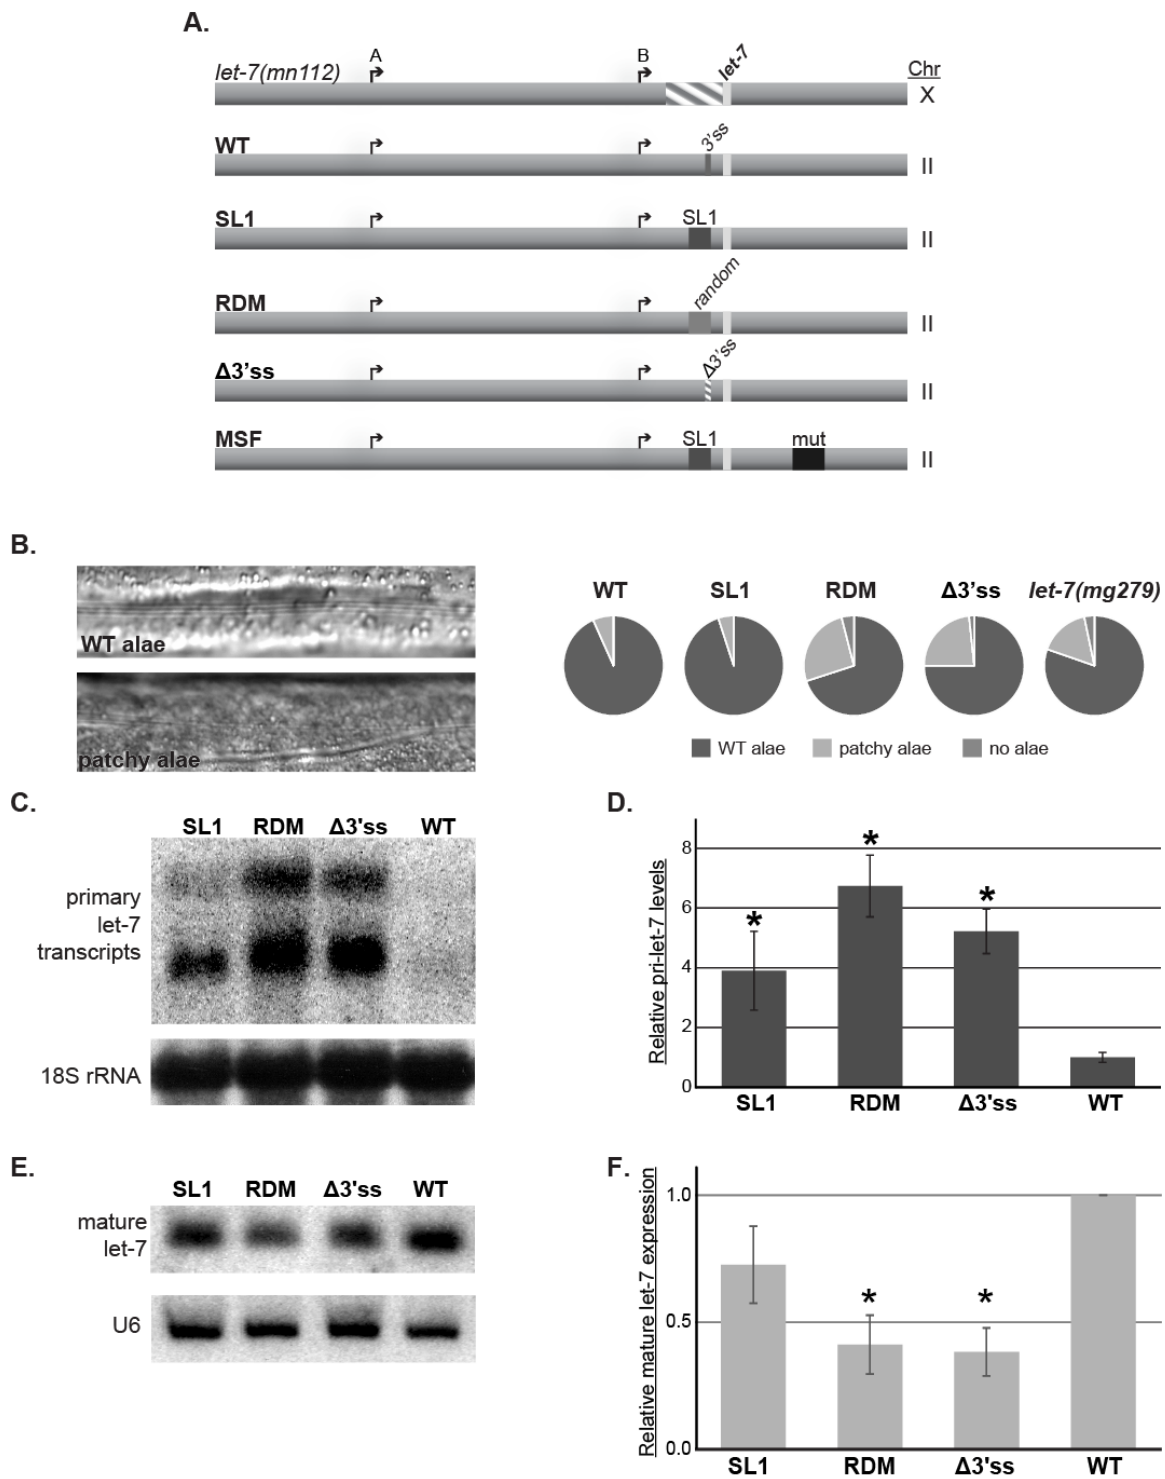 A.
let-7(mn112) A B let-7 Chr
X
WT 3'ss
II
SL1 SL1
II
RDM random
II
Δ3'ss Δ3'ss
II
MSF SL1 mut
II
B.
WT alae
patchy alae
WT SL1 RDM Δ3'ss let-7(mg279)
WT alae patchy alae no alae
C.
SL1 RDM Δ3'ss WT
primary
let-7
transcripts
18S rRNA
D.
Relative pri-let-7 levels
8
6
4
2
0
* * *
SL1 RDM Δ3'ss WT
E.
SL1 RDM Δ3'ss WT
mature
let-7
U6
F.
Relative mature let-7 expression
1.0
0.5
0.0
* *
SL1 RDM Δ3'ss WT